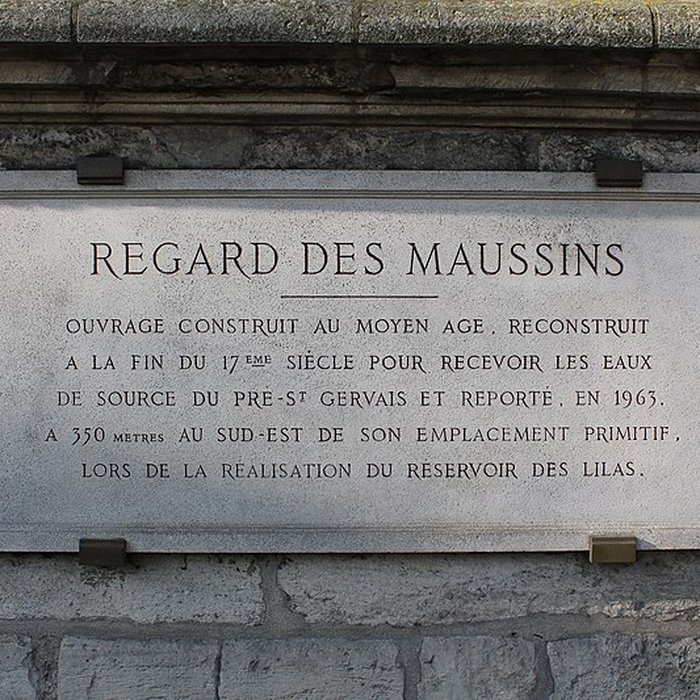 REGARD DES MAUSSINS
OUVRAGE CONSTRUIT AU MOYEN AGE, RECONSTRUIT
A LA FIN DU 17EME SIÈCLE POUR RECEVOIR LES EAUX
DE SOURCE DU PRÉ-ST GERVAIS ET REPORTÉ, EN 1963,
A 350 METRES AU SUD-EST DE SON EMPLACEMENT PRIMITIF,
LORS DE LA RÉALISATION DU RÉSERVOIR DES LILAS.